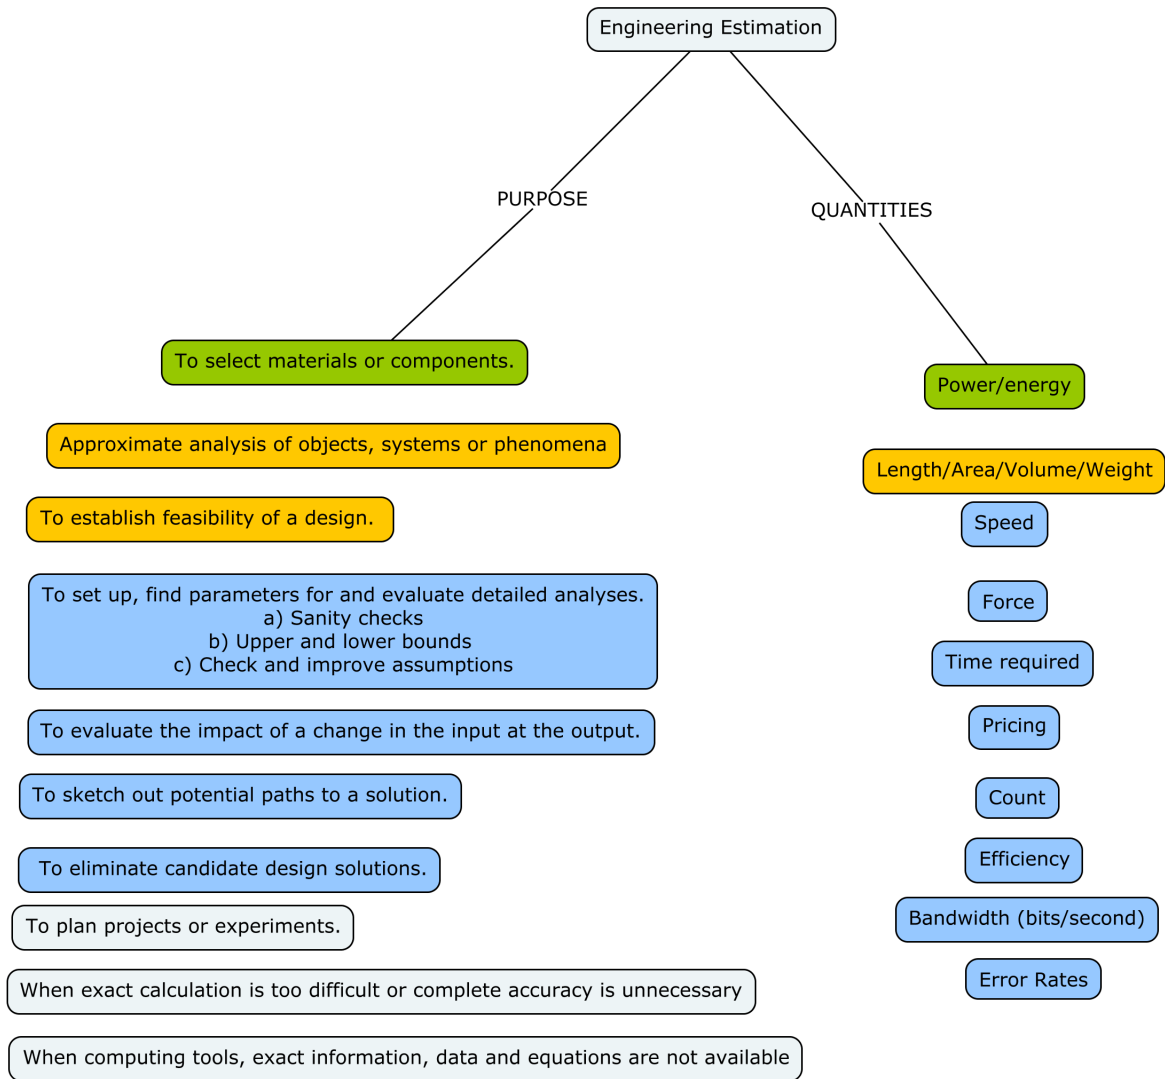 Engineering Estimation
PURPOSE
QUANTITIES
To select materials or components.
Approximate analysis of objects, systems or phenomena
To establish feasibility of a design.
To set up, find parameters for and evaluate detailed analyses.
a) Sanity checks
b) Upper and lower bounds
c) Check and improve assumptions
To evaluate the impact of a change in the input at the output.
To sketch out potential paths to a solution.
To eliminate candidate design solutions.
To plan projects or experiments.
When exact calculation is too difficult or complete accuracy is unnecessary
When computing tools, exact information, data and equations are not available
Power/energy
Length/Area/Volume/Weight
Speed
Force
Time required
Pricing
Count
Efficiency
Bandwidth (bits/second)
Error Rates